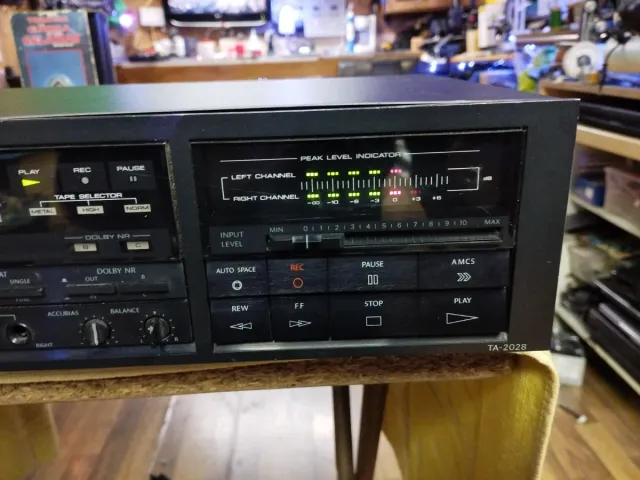 PLAY REC PAUSE
TAPE SELECTOR
METAL HIGH NORM
DOLBY NR
B C
SINGLE
DOLBY NR
OUT B
ACCUBIAS BALANCE
RIGHT L R
PEAK LEVEL INDICATOR
LEFT CHANNEL
RIGHT CHANNEL
dB
-∞ -10 -6 -3 0 +3 +6
INPUT LEVEL
MIN 0 1 2 3 4 5 6 7 8 9 10 MAX
AUTO SPACE REC PAUSE AMCS
REW FF STOP PLAY
TA-2028